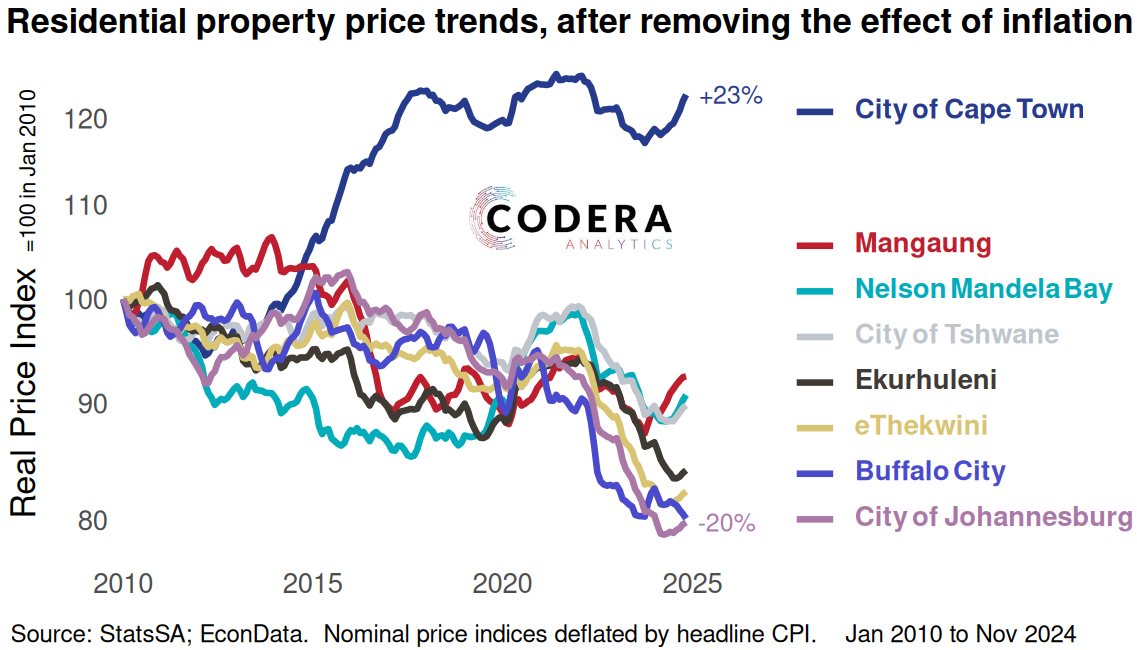 Residential property price trends, after removing the effect of inflation
Real Price Index =100 in Jan 2010
120
110
100
90
80
2010 2015 2020 2025
+23%
-20%
CODERA
ANALYTICS
City of Cape Town
Mangaung
Nelson Mandela Bay
City of Tshwane
Ekurhuleni
eThekwini
Buffalo City
City of Johannesburg
Source: StatsSA; EconData. Nominal price indices deflated by headline CPI. Jan 2010 to Nov 2024